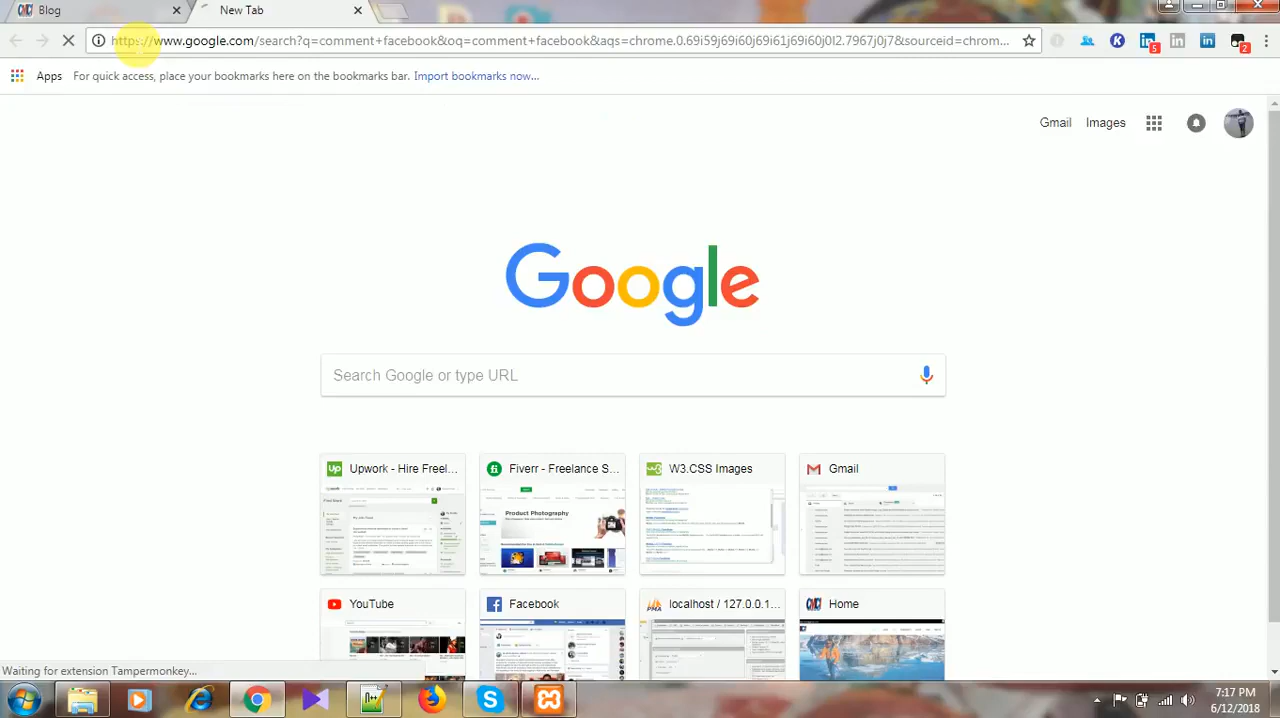 Blog
New Tab
https://www.google.com/search?q=comment+facebook&oq=comment+facebook&aqs=chrome.0.69i59j69i60j69i61j69i60j0l2.7967j0j7&sourceid=chrom...
5
2
Apps
For quick access, place your bookmarks here on the bookmarks bar. Import bookmarks now...
Gmail
Images
Google
Search Google or type URL
Upwork - Hire Freel...
Fiverr - Freelance S...
W3.CSS Images
Gmail
Product Photography
YouTube
Facebook
localhost / 127.0.0.1...
Home
Waiting for extension Tampermonkey...
7:17 PM
6/12/2018